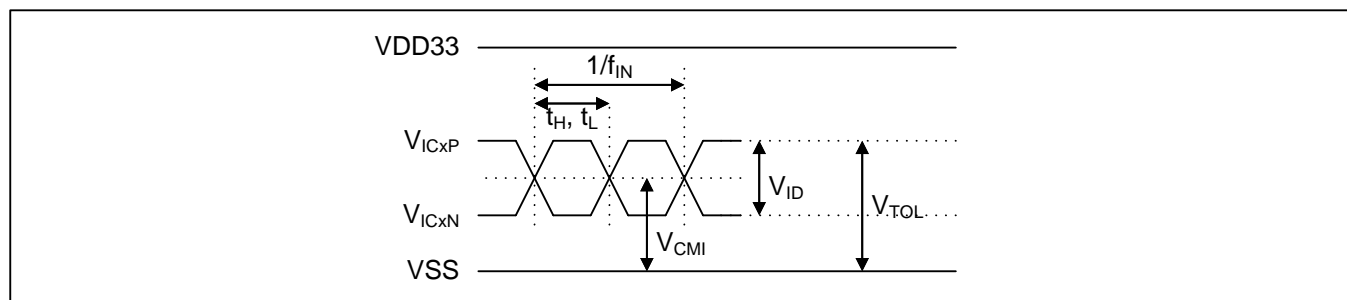 VDD33
1/fIN
tH, tL
VICxP
VID
VTOL
VICxN
VCMI
VSS